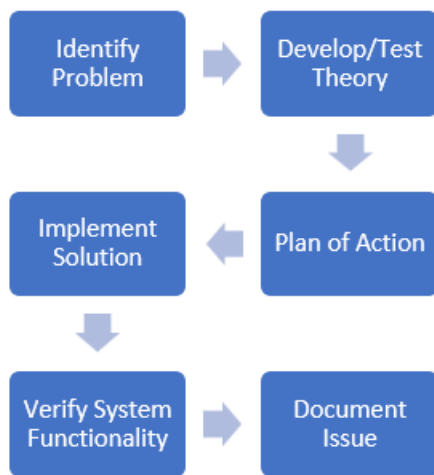 Identify
Problem
Develop/Test
Theory
Plan of Action
Implement
Solution
Verify System
Functionality
Document
Issue